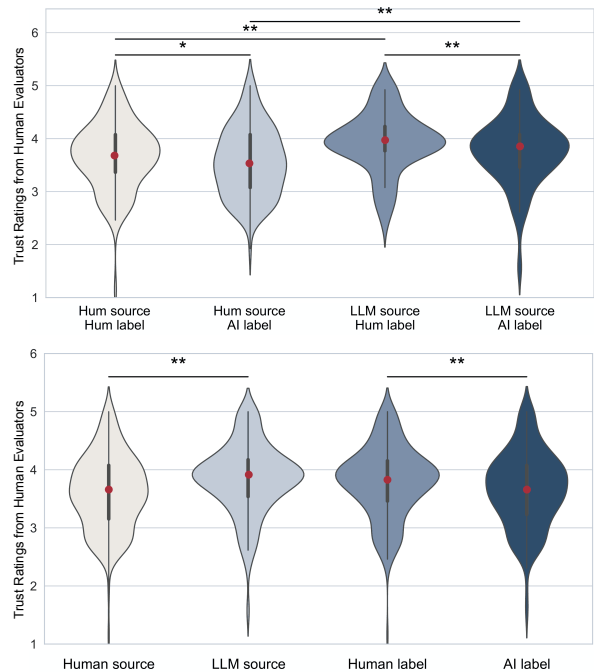 **
**
*
**
6
5
4
3
2
1
Trust Ratings from Human Evaluators
Hum source
Hum label
Hum source
AI label
LLM source
Hum label
LLM source
AI label
**
**
6
5
4
3
2
1
Trust Ratings from Human Evaluators
Human source
LLM source
Human label
AI label